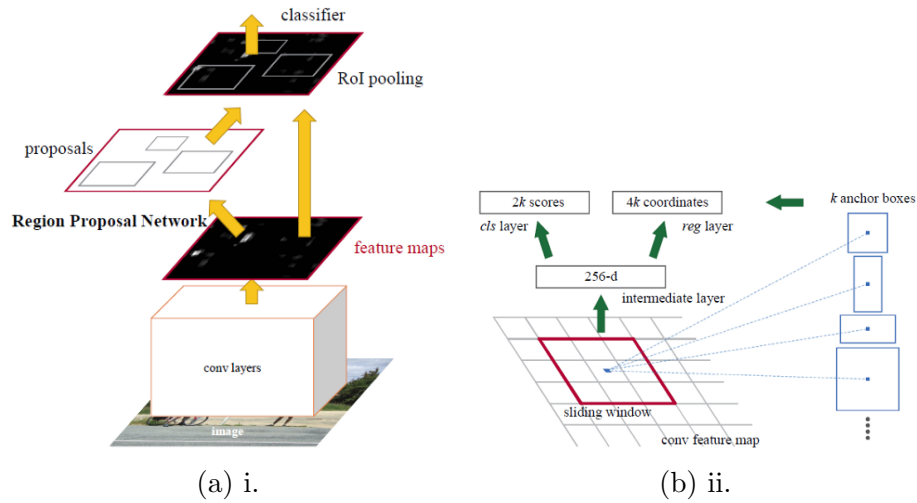 classifier
RoI pooling
proposals
Region Proposal Network
feature maps
conv layers
image
(a) i.
2k scores
4k coordinates
k anchor boxes
cls layer
reg layer
256-d
intermediate layer
sliding window
conv feature map
(b) ii.